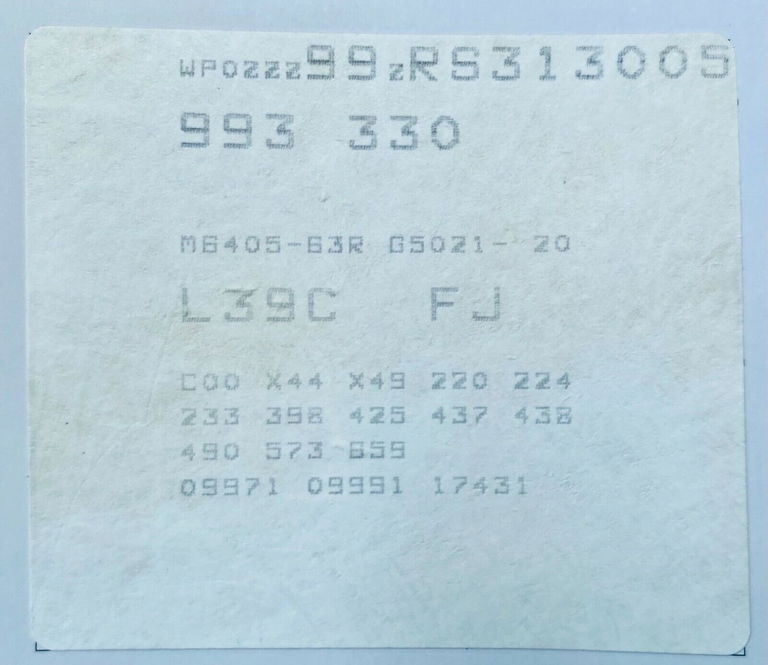 WP0ZZZ99ZRS313005
993 330
M6405-63R G5021- 20
L39C FJ
C00 X44 X49 220 224
233 398 425 437 438
490 573 659
09971 09991 17431